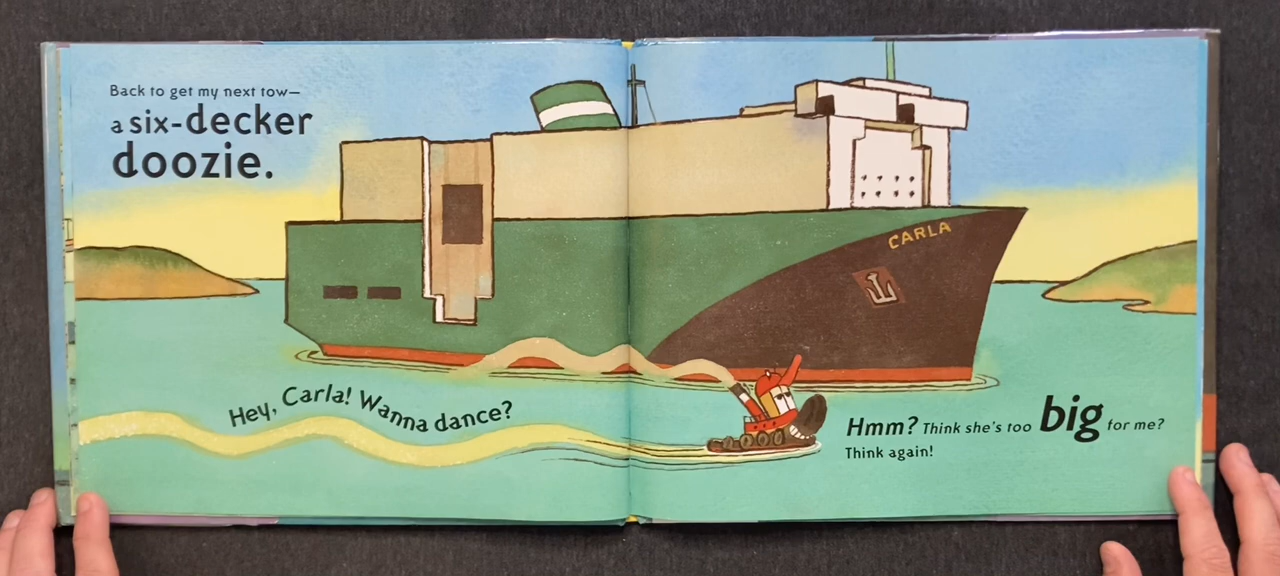 Back to get my next tow—
a six-decker
doozie.
CARLA
Hey, Carla! Wanna dance?
Hmm? Think she's too big for me?
Think again!